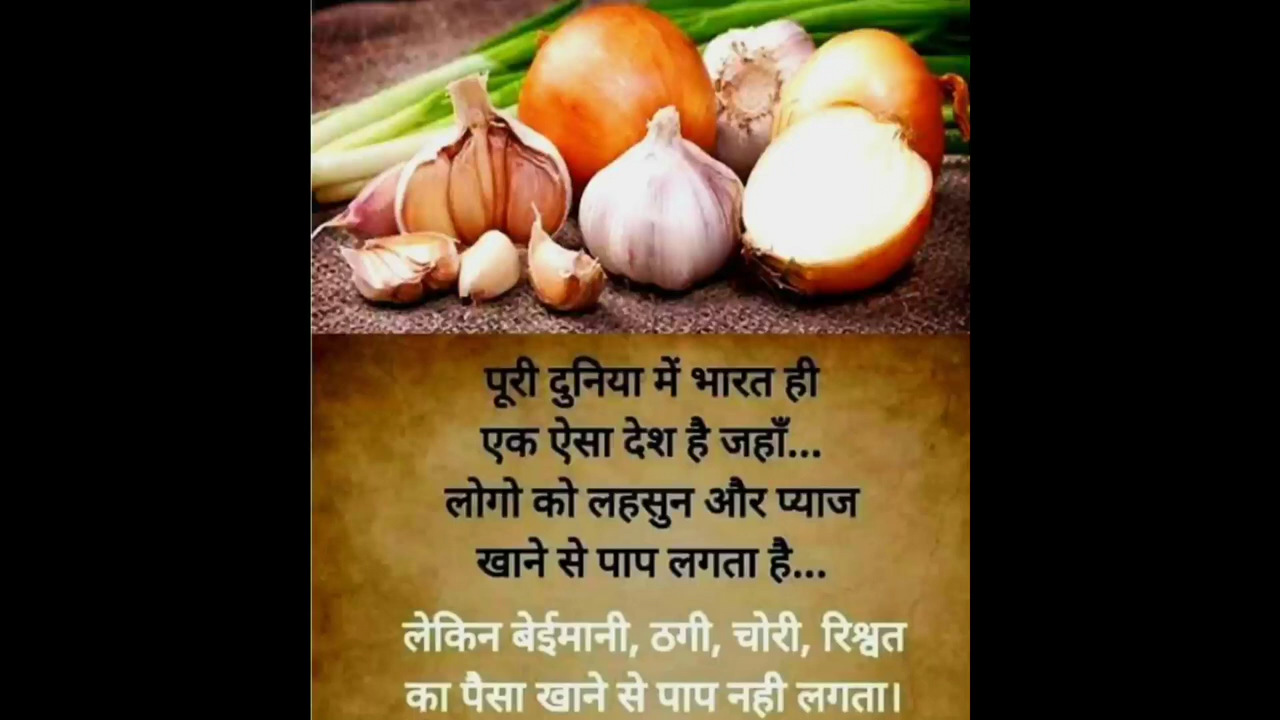 पूरी दुनिया में भारत ही
एक ऐसा देश है जहाँ...
लोगो को लहसुन और प्याज
खाने से पाप लगता है...
लेकिन बेईमानी, ठगी, चोरी, रिश्वत
का पैसा खाने से पाप नही लगता।